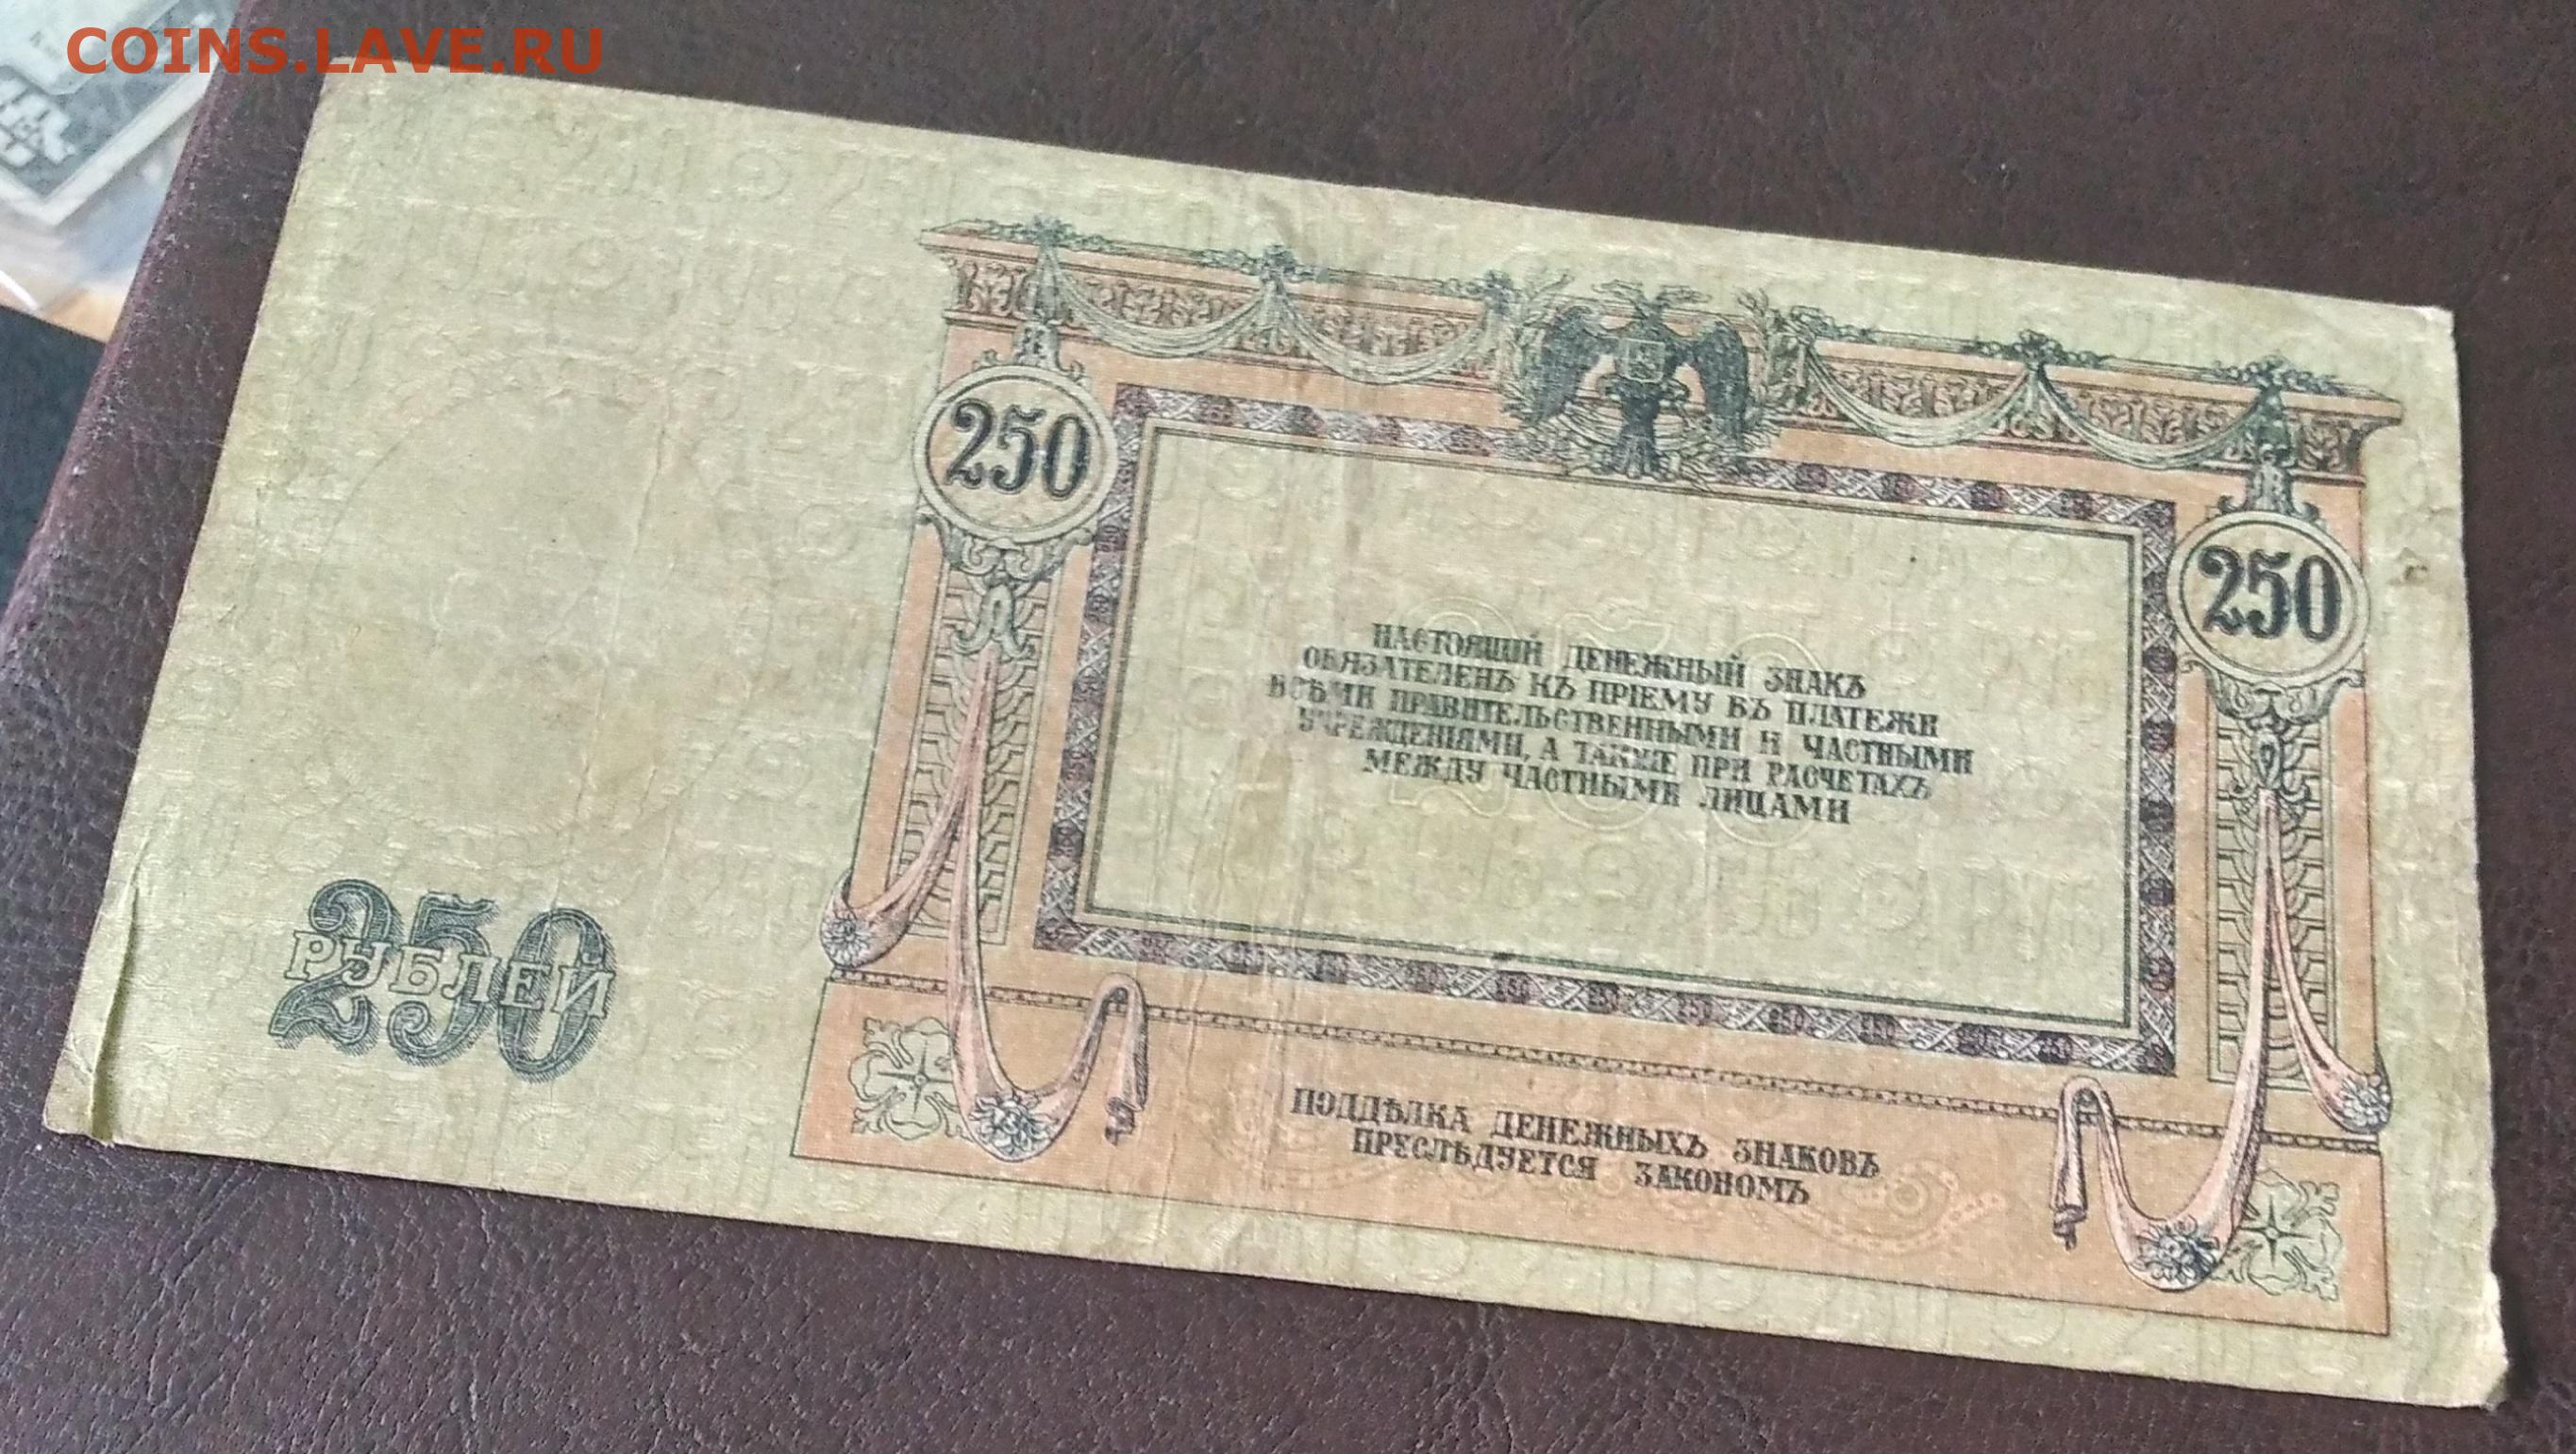 COINS.LAVE.RU
250
250
НАСТОЯЩІЙ ДЕНЕЖНЫЙ ЗНАКЪ
ОБЯЗАТЕЛЕНЪ КЪ ПРІЕМУ ВЪ ПЛАТЕЖИ
ВСѢМИ ПРАВИТЕЛЬСТВЕННЫМИ И ЧАСТНЫМИ
УЧРЕЖДЕНІЯМИ, А ТАКЖЕ ПРИ РАСЧЕТАХЪ
МЕЖДУ ЧАСТНЫМИ ЛИЦАМИ
250
РУБЛЕЙ
ПОДДѢЛКА ДЕНЕЖНЫХЪ ЗНАКОВЪ
ПРЕСЛѢДУЕТСЯ ЗАКОНОМЪ